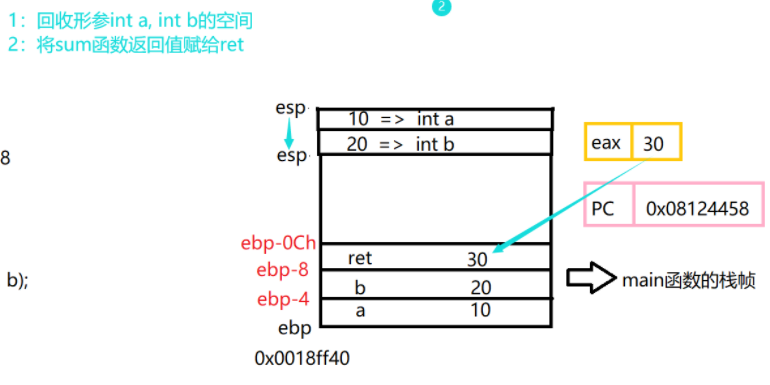 2
1：回收形参int a, int b的空间
2：将sum函数返回值赋给ret
esp
10 => int a
20 => int b
esp
eax 30
8
PC 0x08124458
ebp-0Ch
ret 30
ebp-8
b);
b 20
main函数的栈帧
ebp-4
a 10
ebp
0x0018ff40